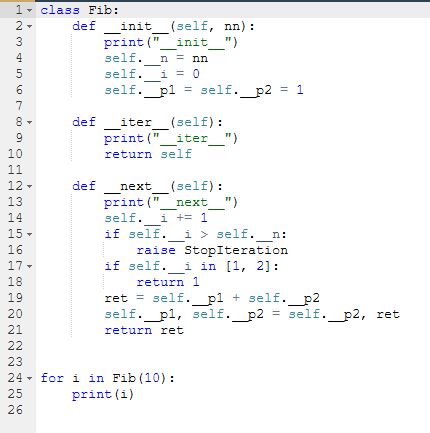 1 class Fib:
2     def __init__(self, nn):
3         print("__init__")
4         self.__n = nn
5         self.__i = 0
6         self.__p1 = self.__p2 = 1
7
8     def __iter__(self):
9         print("__iter__")
10         return self
11
12     def __next__(self):
13         print("__next__")
14         self.__i += 1
15         if self.__i > self.__n:
16             raise StopIteration
17         if self.__i in [1, 2]:
18             return 1
19         ret = self.__p1 + self.__p2
20         self.__p1, self.__p2 = self.__p2, ret
21         return ret
22
23
24 for i in Fib(10):
25     print(i)
26